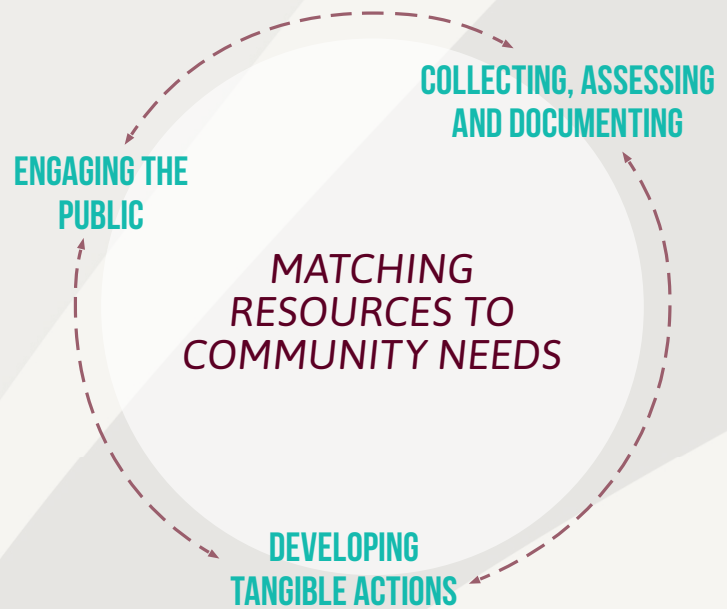 COLLECTING, ASSESSING
AND DOCUMENTING
ENGAGING THE
PUBLIC
MATCHING
RESOURCES TO
COMMUNITY NEEDS
DEVELOPING
TANGIBLE ACTIONS